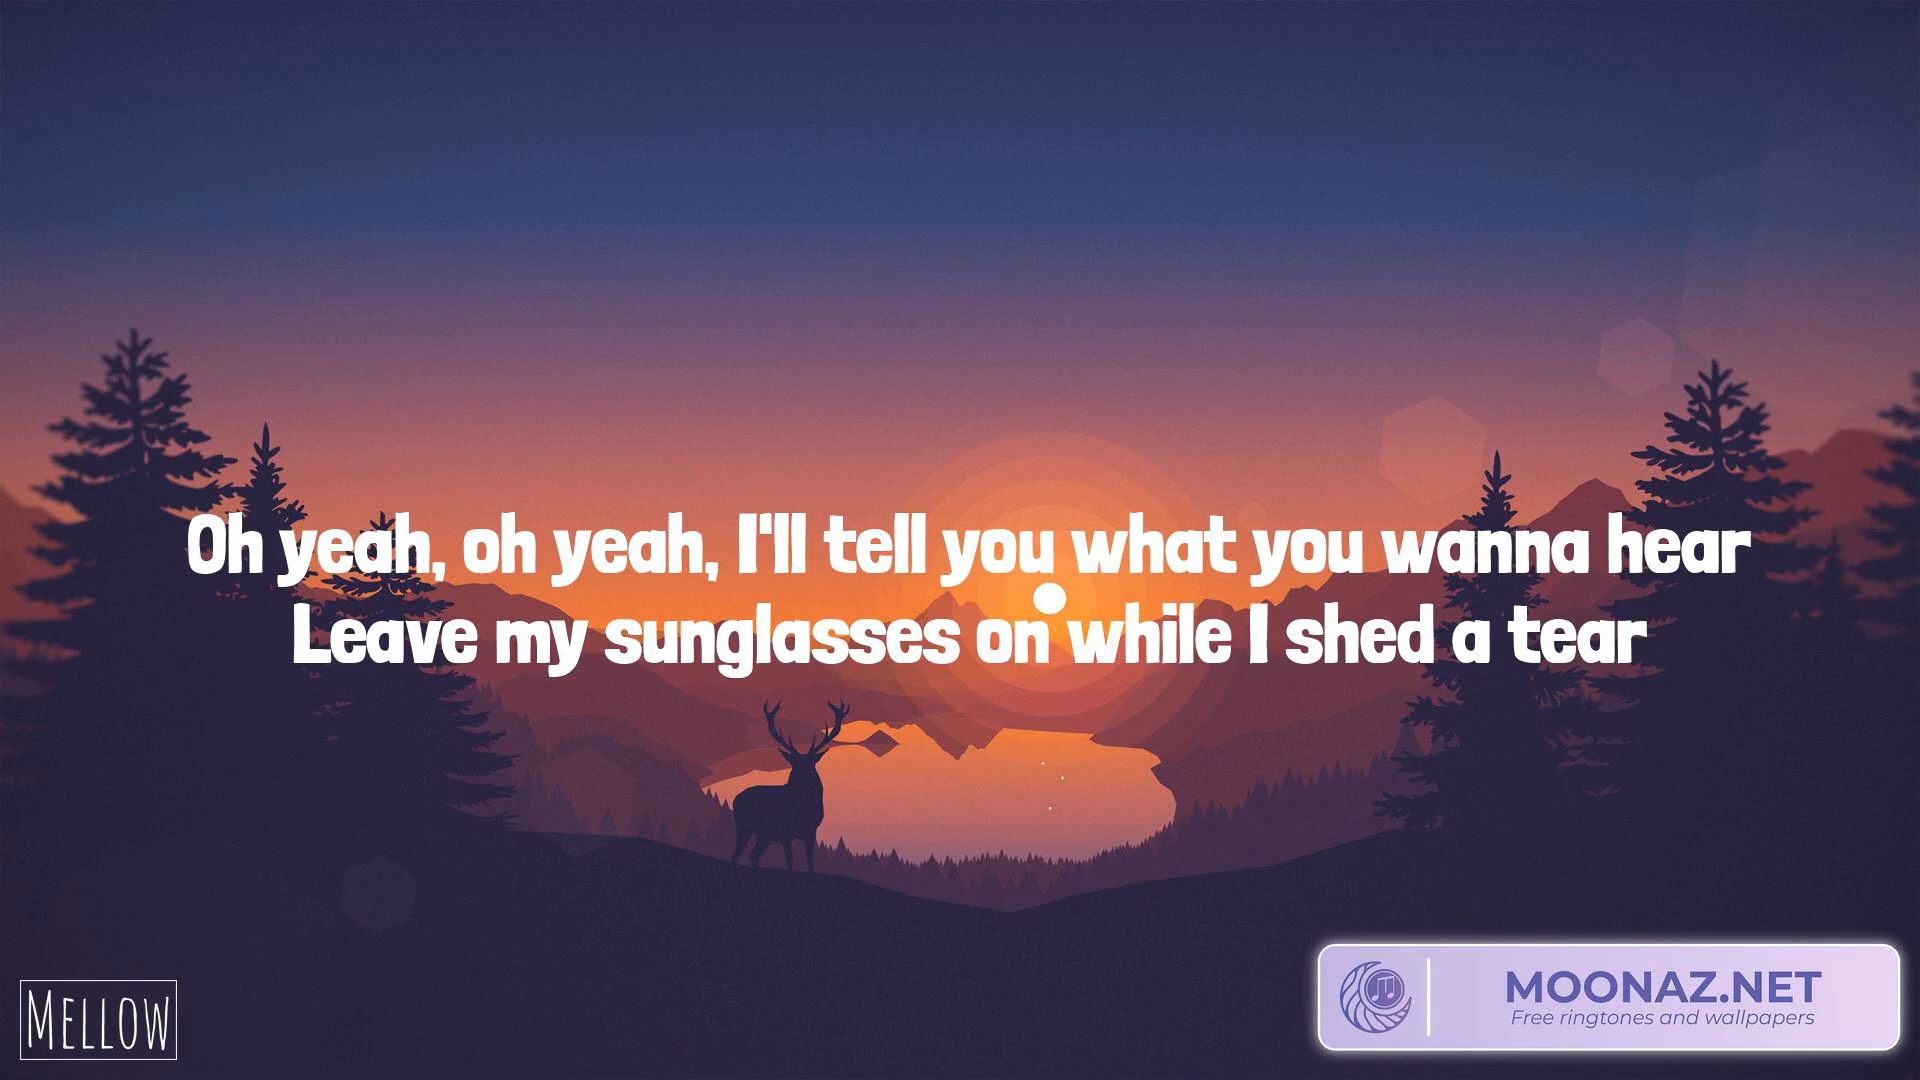 Oh yeah, oh yeah, I'll tell you what you wanna hear
Leave my sunglasses on while I shed a tear
MELLOW
MOONAZ.NET
Free ringtones and wallpapers